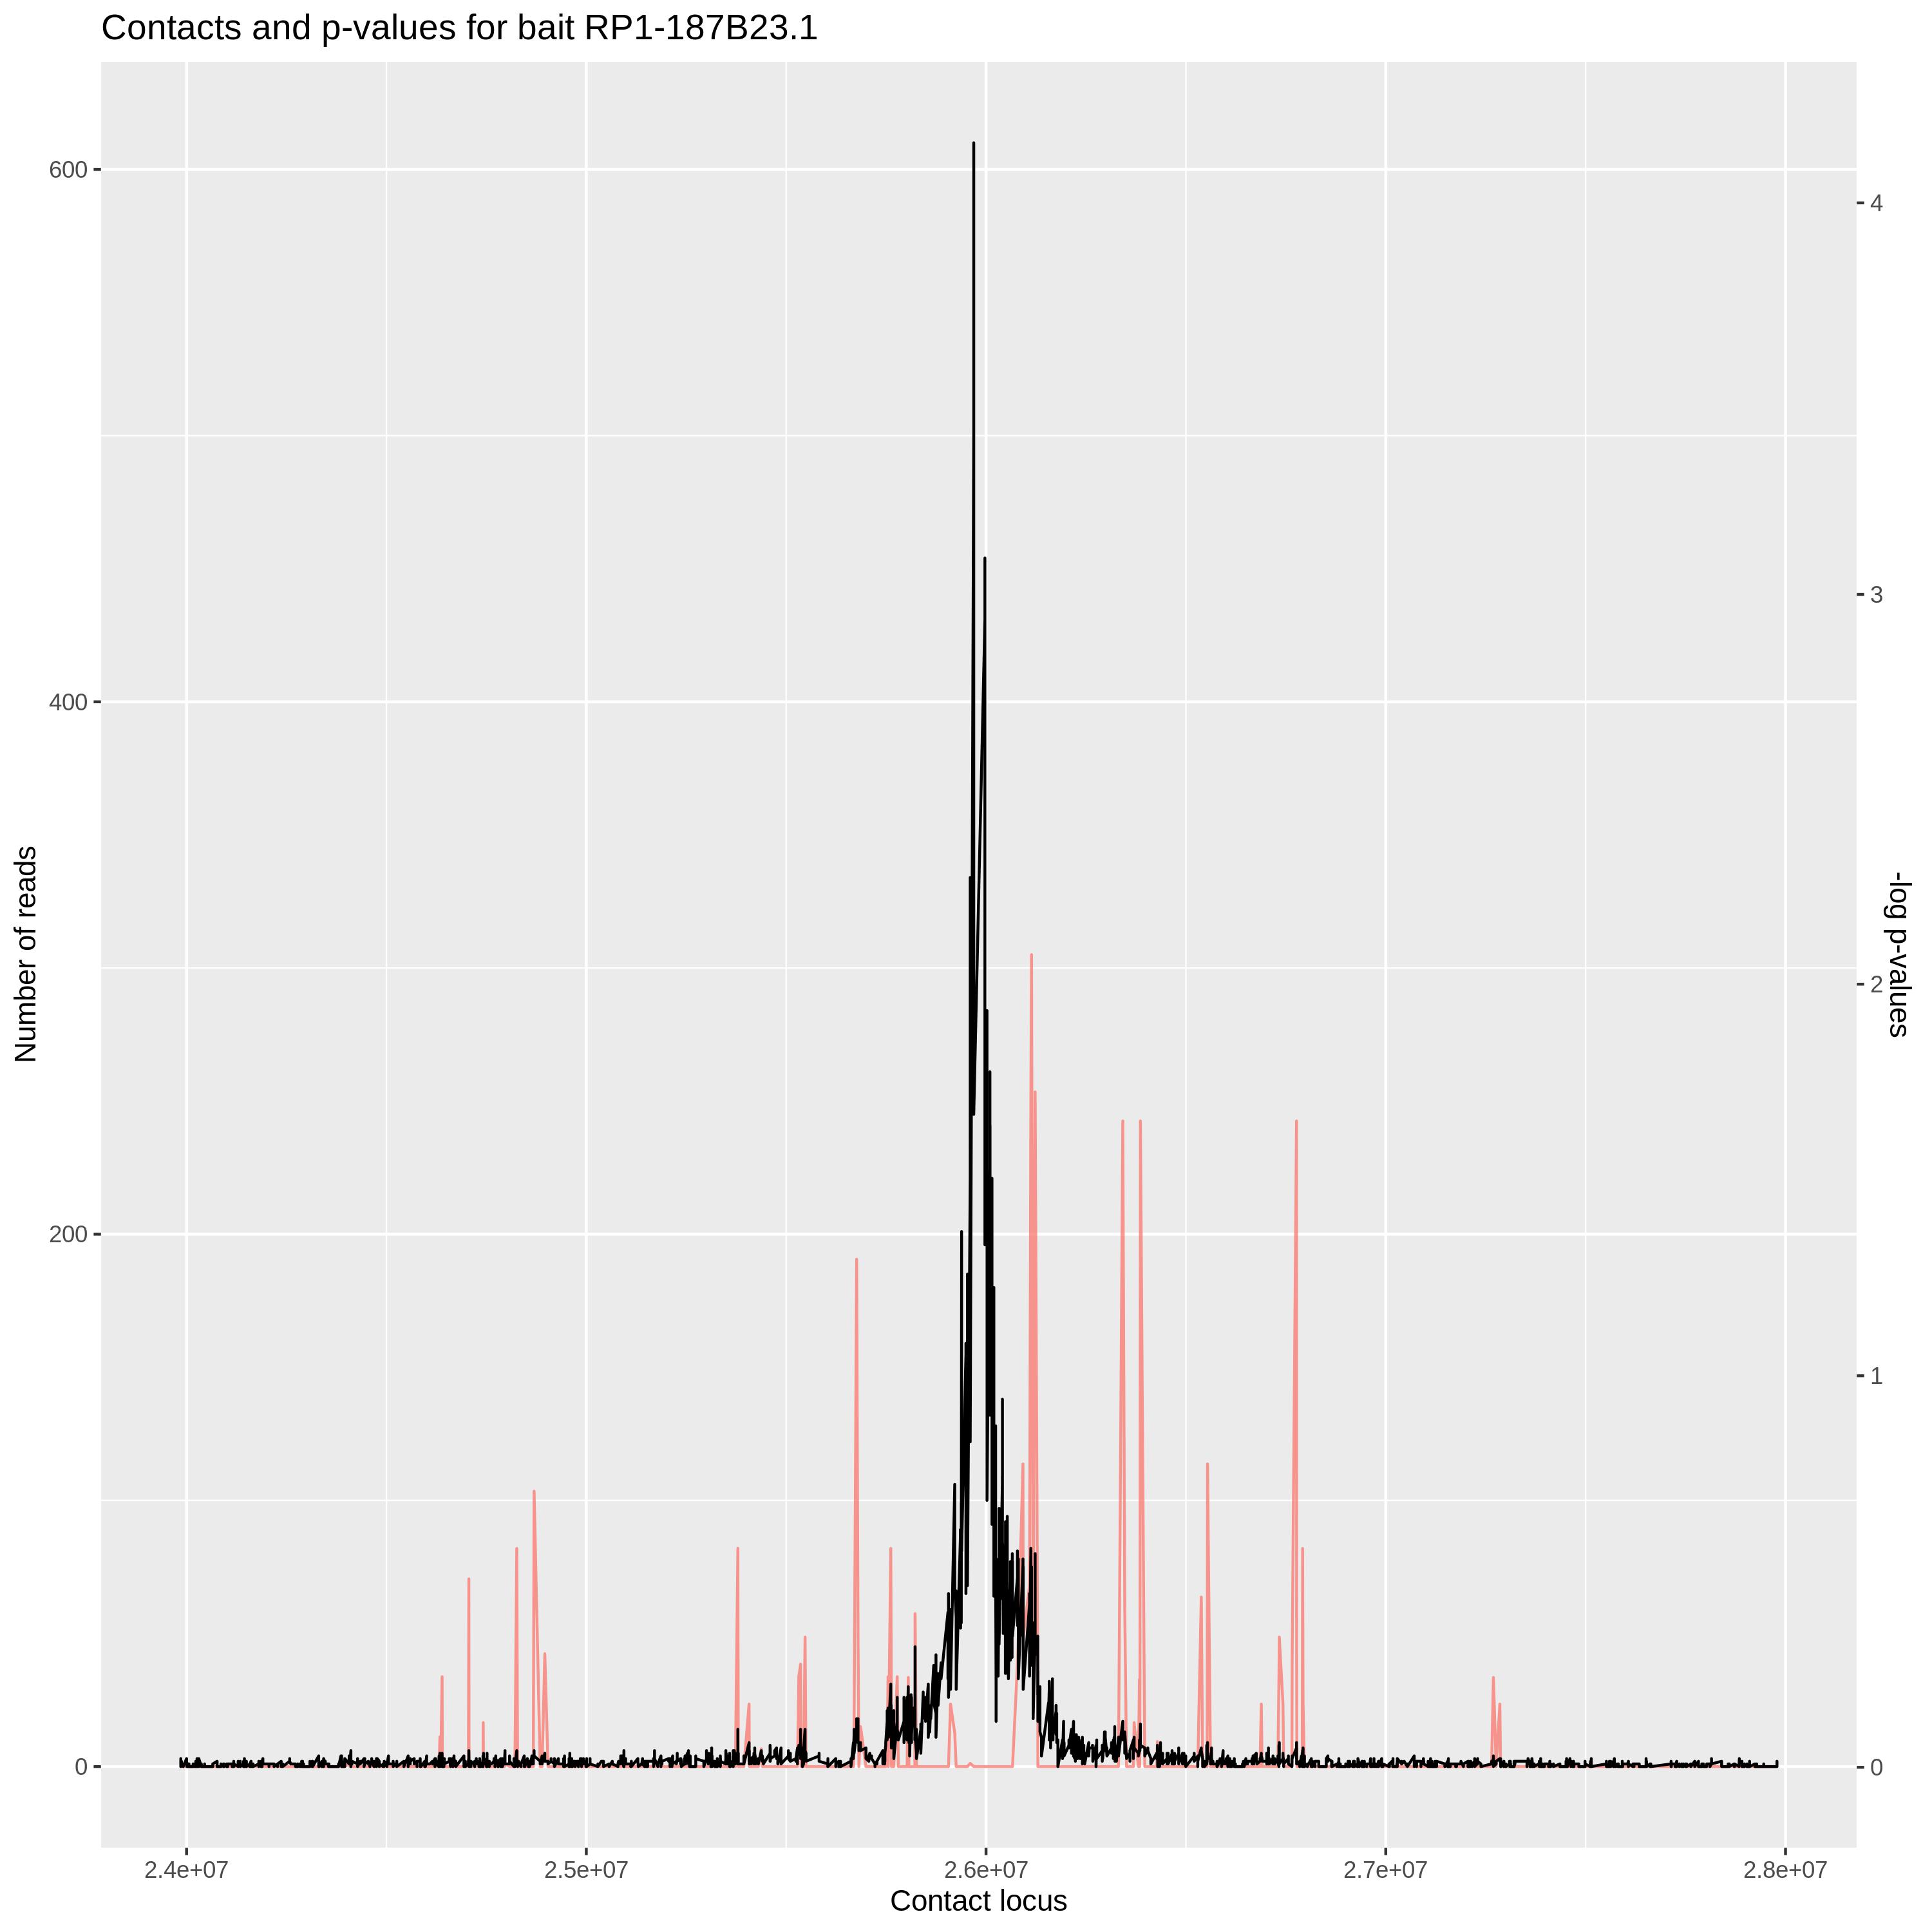 Contacts and p-values for bait RP1-187B23.1
600
400
200
0
Number of reads
4
3
2
1
0
-log p-values
2.4e+07 2.5e+07 2.6e+07 2.7e+07 2.8e+07
Contact locus